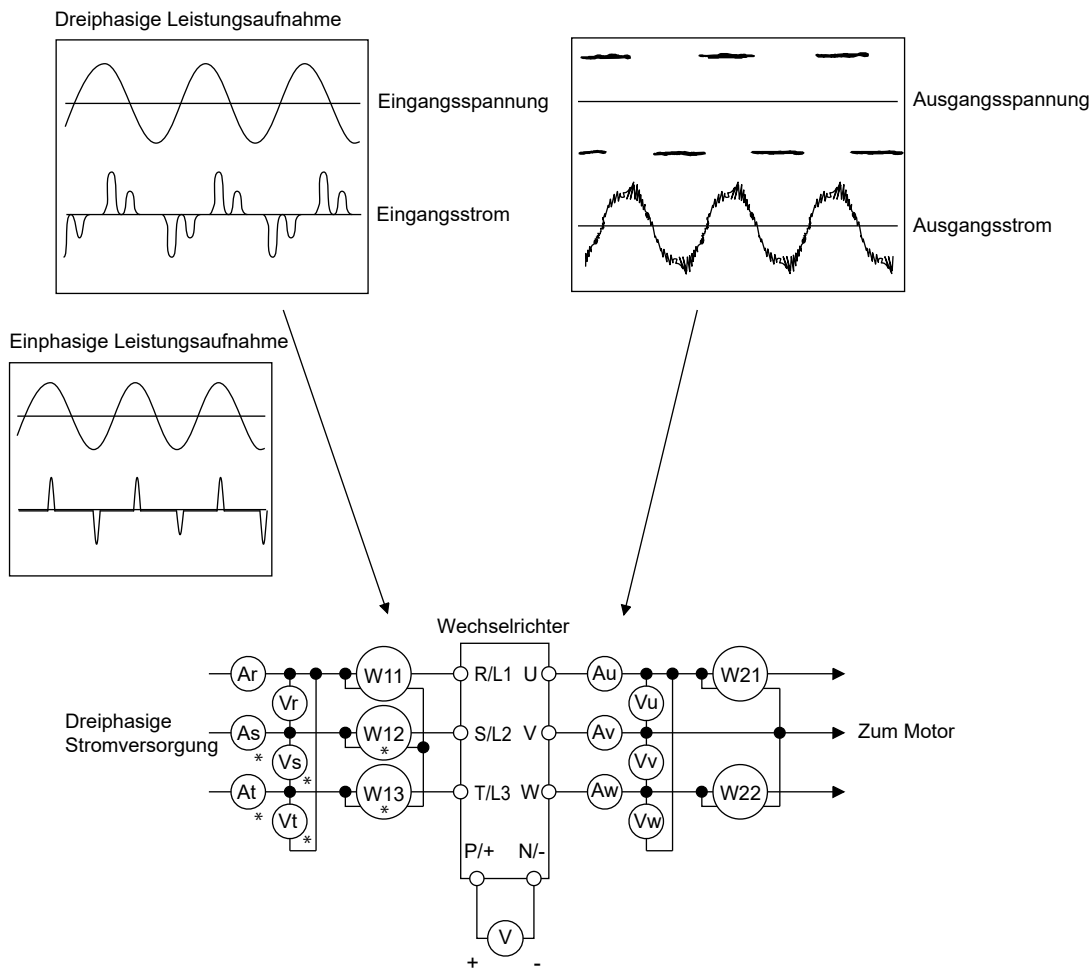 Dreiphasige Leistungsaufnahme
Eingangsspannung
Eingangsstrom
Ausgangsspannung
Ausgangsstrom
Einphasige Leistungsaufnahme
Wechselrichter
Ar
Vr
W11
R/L1
U
Au
Vu
W21
Dreiphasige
Stromversorgung
As
*
Vs
*
W12
*
S/L2
V
Av
Vv
Zum Motor
At
*
Vt
*
W13
*
T/L3
W
Aw
Vw
W22
P/+
N/-
V
+
-